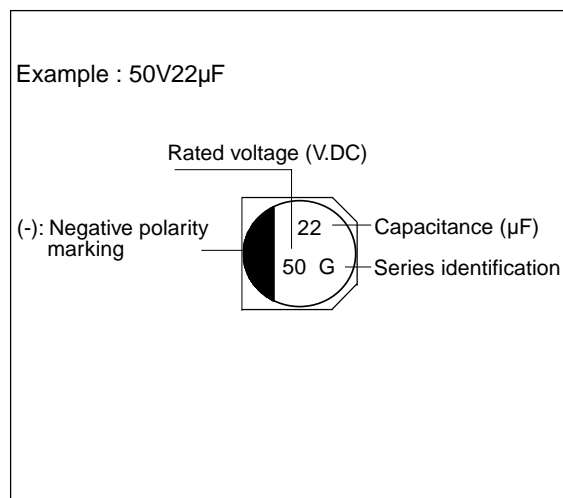 Example : 50V22µF
Rated voltage (V.DC)
(-): Negative polarity
marking
22
Capacitance (µF)
50 G
Series identification